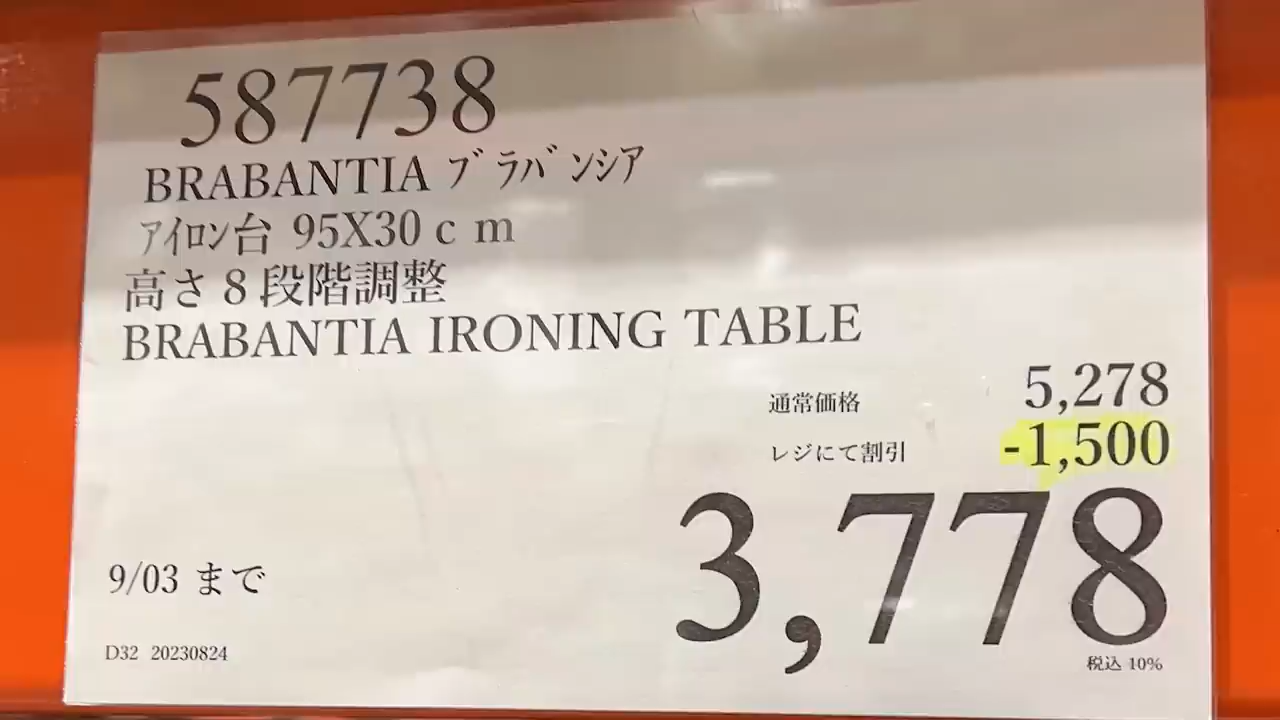 587738
BRABANTIA ﾌﾞﾗﾊﾞﾝｼｱ
ｱｲﾛﾝ台 95X30ｃｍ
高さ８段階調整
BRABANTIA IRONING TABLE
通常価格 5,278
レジにて割引 -1,500
3,778
9/03 まで
D32 20230824
税込 10%